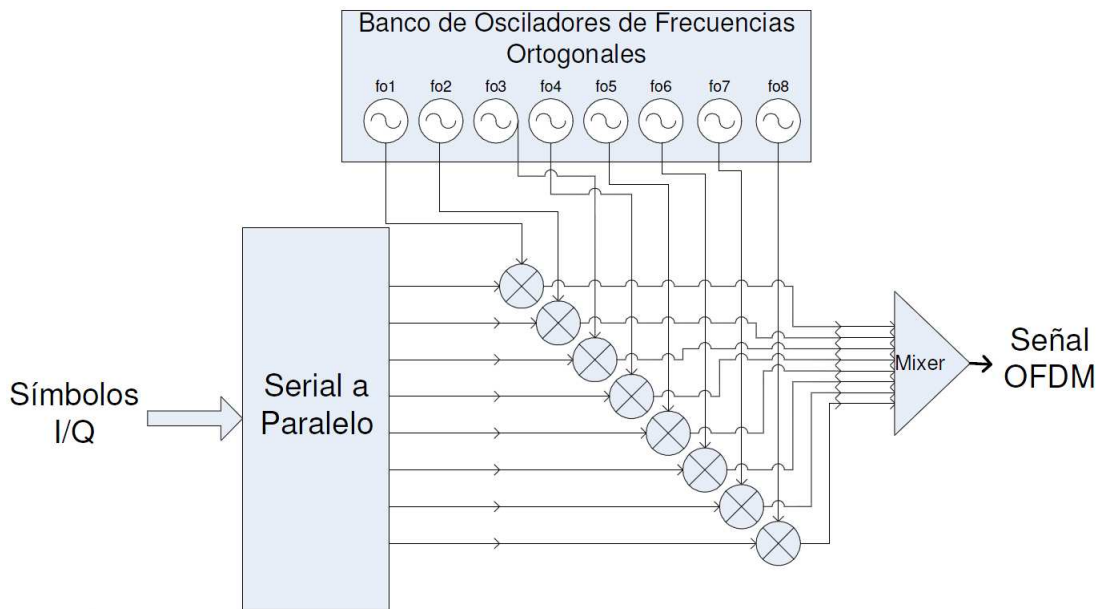 Banco de Osciladores de Frecuencias
Ortogonales
fo1 fo2 fo3 fo4 fo5 fo6 fo7 fo8
Serial a
Paralelo
Símbolos
I/Q
Mixer
Señal
OFDM